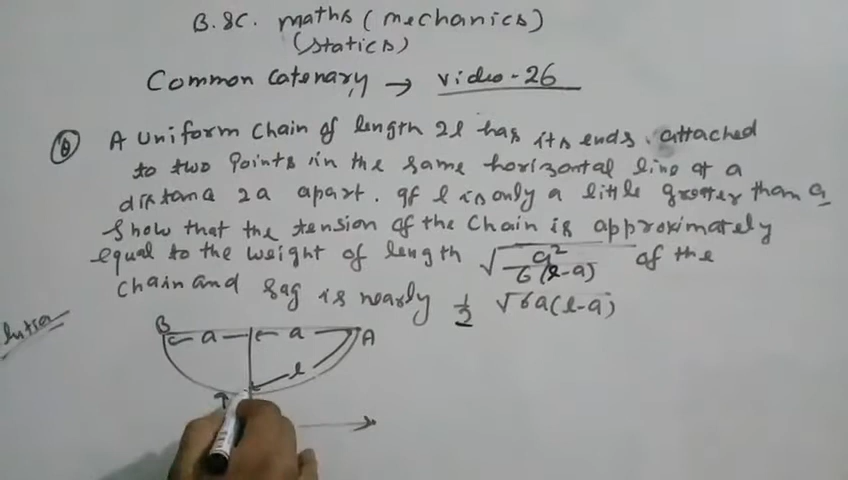 B.SC. maths (mechanics)
(statics)
Common Catenary → video-26
Q A uniform chain of length 2l has its ends attached
to two points in the same horizontal line at a
distance 2a apart. If l is only a little greater than a
show that the tension of the chain is approximately
equal to the weight of length √(a²/6(l-a)) of the
chain and sag is nearly 1/2 √6a(l-a)
lution
B a a A
l